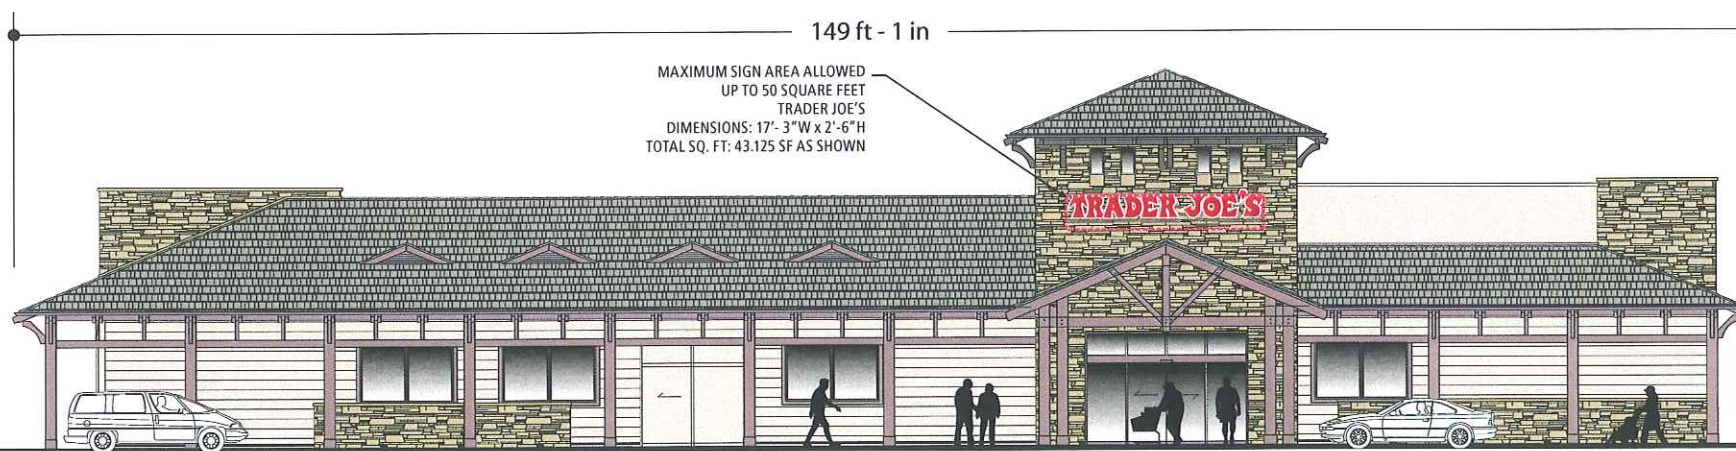 149 ft - 1 in
MAXIMUM SIGN AREA ALLOWED
UP TO 50 SQUARE FEET
TRADER JOE'S
DIMENSIONS: 17'- 3"W x 2'-6"H
TOTAL SQ. FT: 43.125 SF AS SHOWN
TRADER JOE'S